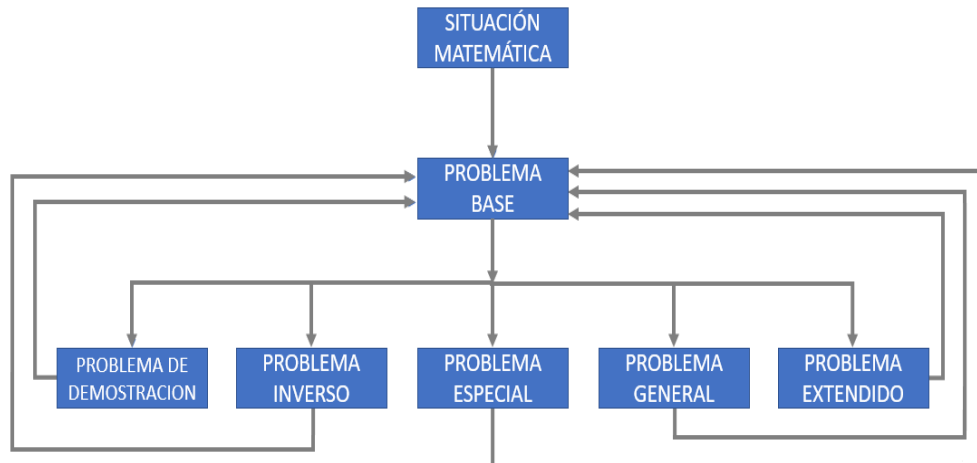 SITUACIÓN
MATEMÁTICA
PROBLEMA
BASE
PROBLEMA DE
DEMOSTRACION
PROBLEMA
INVERSO
PROBLEMA
ESPECIAL
PROBLEMA
GENERAL
PROBLEMA
EXTENDIDO